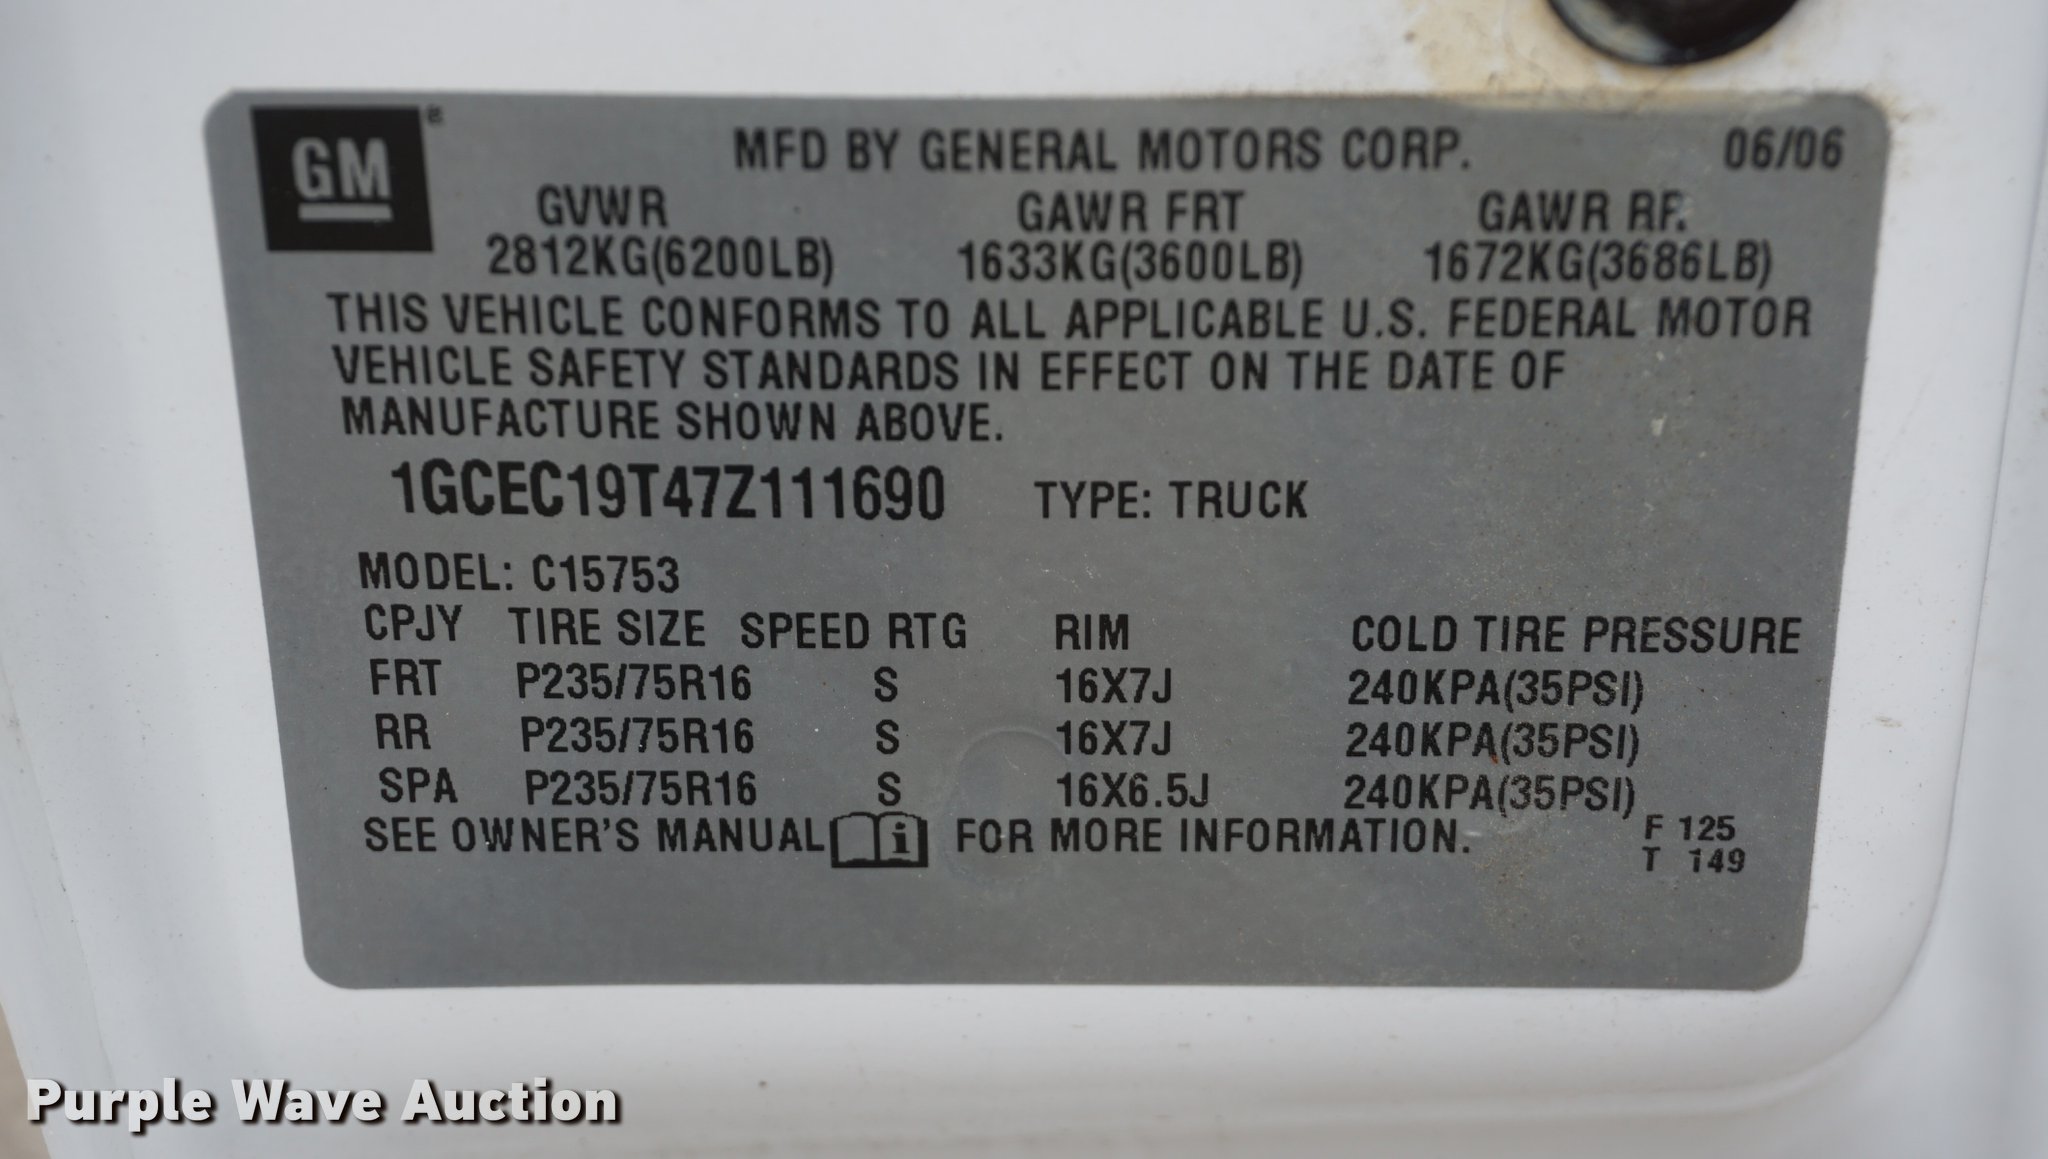 GM ®
MFD BY GENERAL MOTORS CORP. 06/06
GVWR GAWR FRT GAWR RR
2812KG(6200LB) 1633KG(3600LB) 1672KG(3686LB)
THIS VEHICLE CONFORMS TO ALL APPLICABLE U.S. FEDERAL MOTOR
VEHICLE SAFETY STANDARDS IN EFFECT ON THE DATE OF
MANUFACTURE SHOWN ABOVE.
1GCEC19T47Z111690 TYPE: TRUCK
MODEL: C15753
CPJY TIRE SIZE SPEED RTG RIM COLD TIRE PRESSURE
FRT P235/75R16 S 16X7J 240KPA(35PSI)
RR P235/75R16 S 16X7J 240KPA(35PSI)
SPA P235/75R16 S 16X6.5J 240KPA(35PSI)
SEE OWNER'S MANUAL i FOR MORE INFORMATION. F 125
T 149
Purple Wave Auction